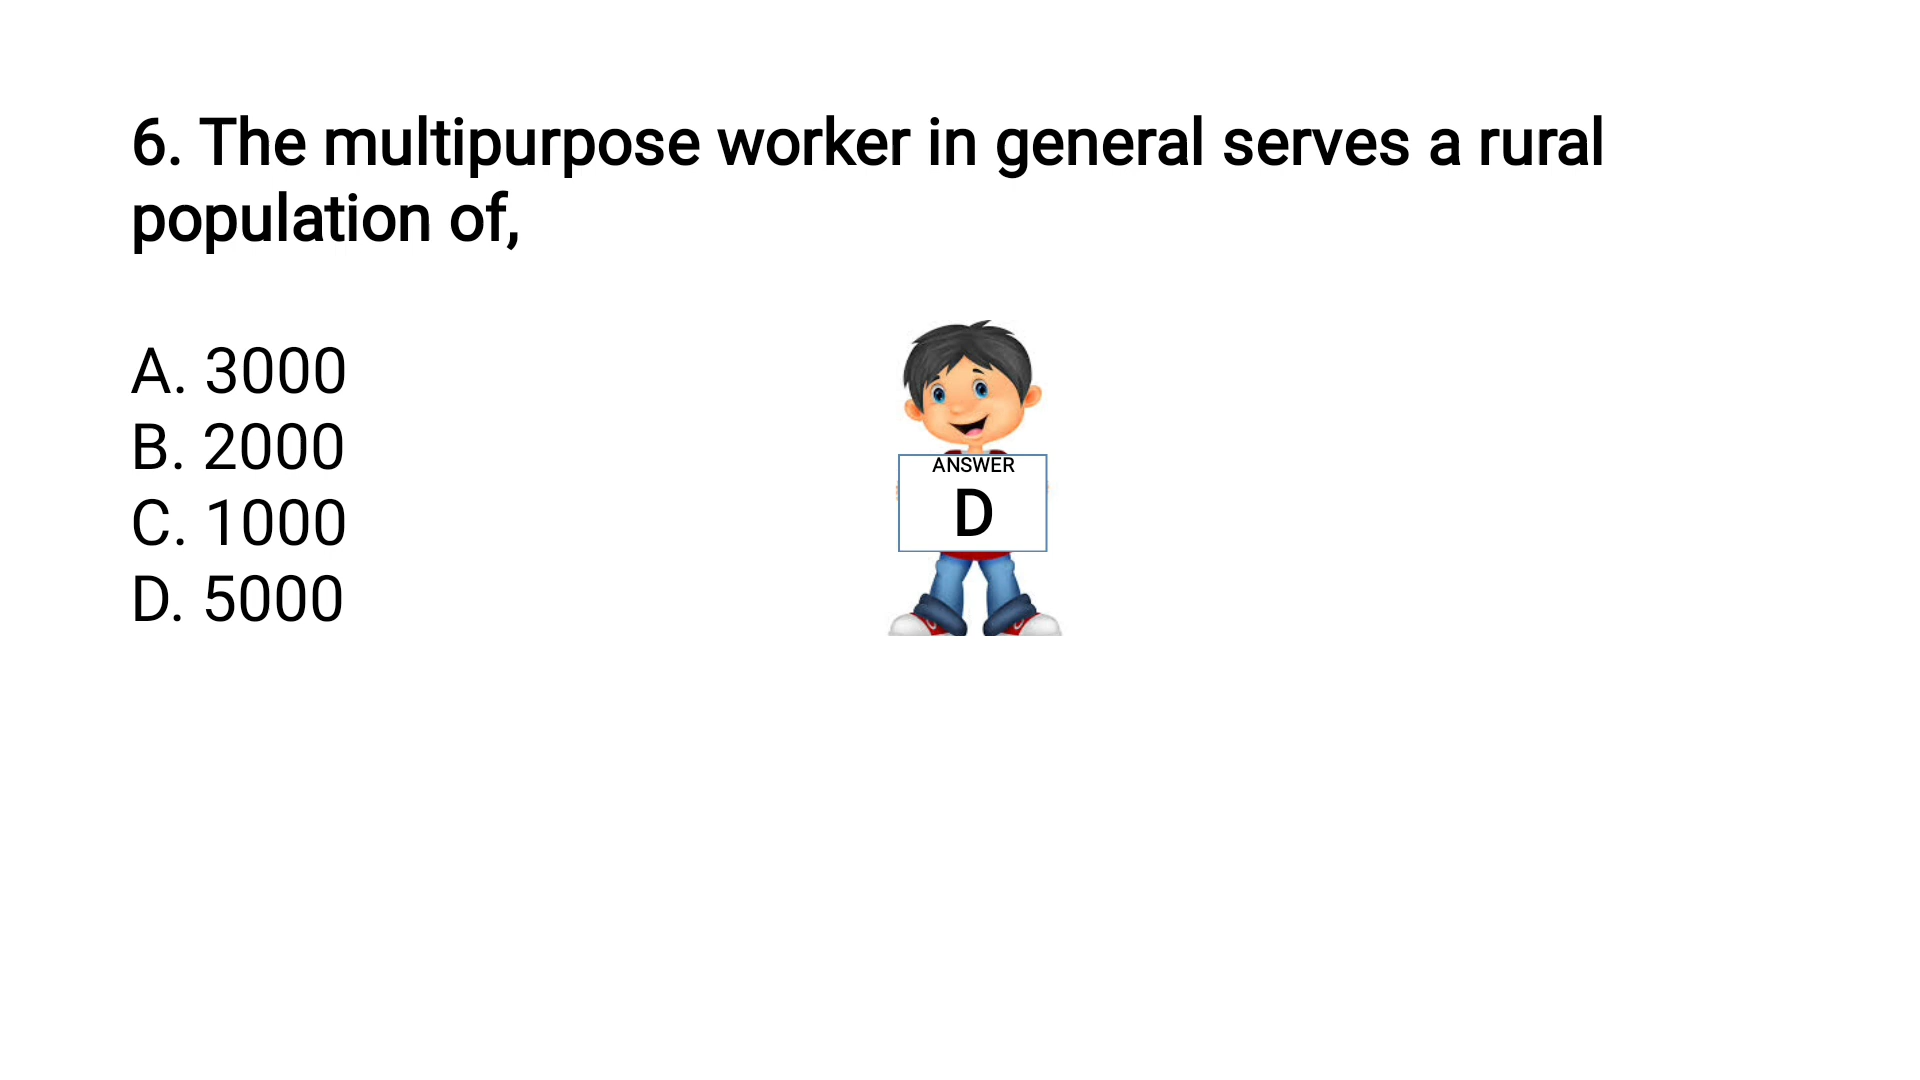 6. The multipurpose worker in general serves a rural
population of,
A. 3000
B. 2000
C. 1000
D. 5000
ANSWER
D